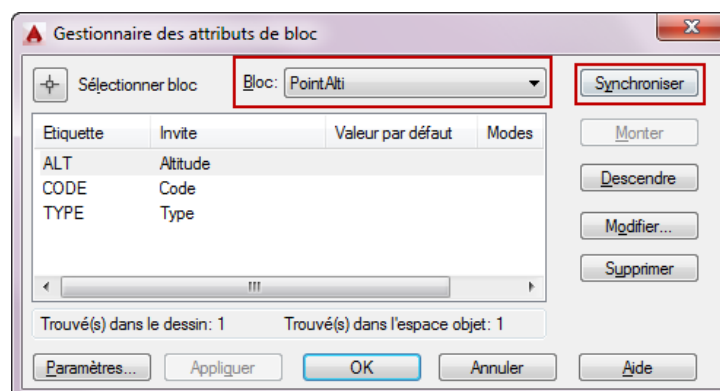 Gestionnaire des attributs de bloc
Sélectionner bloc Bloc: PointAlti Synchroniser
Etiquette Invite Valeur par défaut Modes Monter
ALT Altitude
CODE Code Descendre
TYPE Type
Modifier...
Supprimer
Trouvé(s) dans le dessin: 1 Trouvé(s) dans l'espace objet: 1
Paramètres... Appliquer OK Annuler Aide